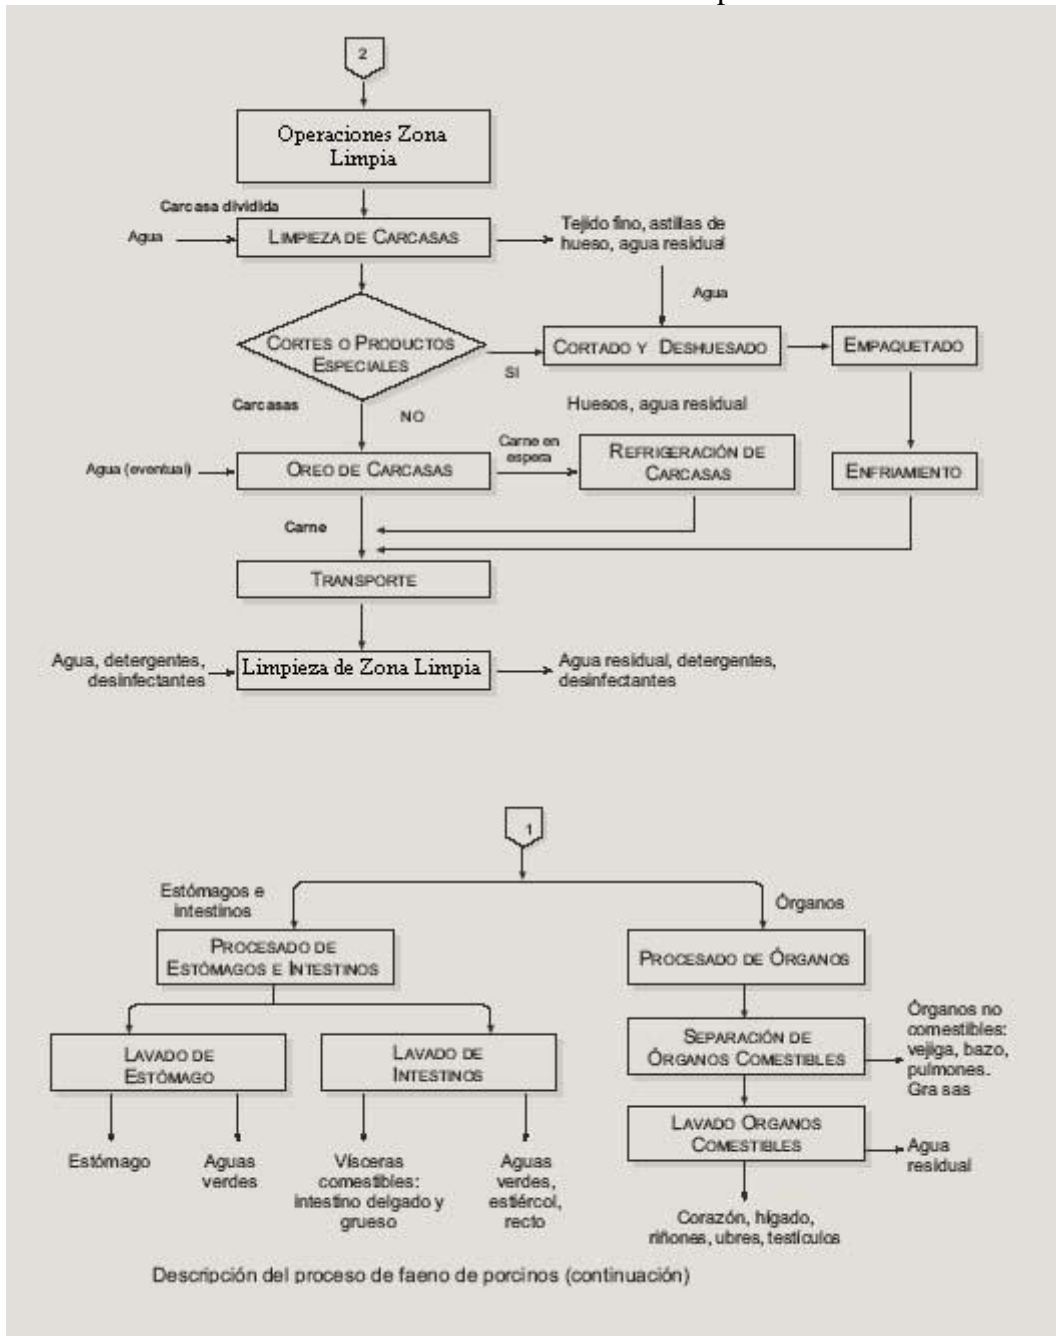 2
Operaciones Zona
Limpia
Carcasa dividida
Agua
LIMPIEZA DE CARCASAS
Tejido fino, astillas de
hueso, agua residual
Agua
CORTES O PRODUCTOS
ESPECIALES
SI
CORTADO Y DESHUESADO
EMPAQUETADO
Carcasas
NO
Huesos, agua residual
Agua (eventual)
OREO DE CARCASAS
Carne en
espera
REFRIGERACIÓN DE
CARCASAS
ENFRIAMIENTO
Carne
TRANSPORTE
Agua, detergentes,
desinfectantes
Limpieza de Zona Limpia
Agua residual, detergentes,
desinfectantes
1
Estómagos e
intestinos
Órganos
PROCESADO DE
ESTÓMAGOS E INTESTINOS
PROCESADO DE ÓRGANOS
LAVADO DE
ESTÓMAGO
LAVADO DE
INTESTINOS
SEPARACIÓN DE
ÓRGANOS COMESTIBLES
Órganos no
comestibles:
vejiga, bazo,
pulmones.
Gra sas
LAVADO ORGANOS
COMESTIBLES
Agua
residual
Estómago
Aguas
verdes
Vísceras
comestibles:
intestino delgado y
grueso
Aguas
verdes,
estiércol,
recto
Corazón, hígado,
riñones, ubres, testículos
Descripción del proceso de faeno de porcinos (continuación)